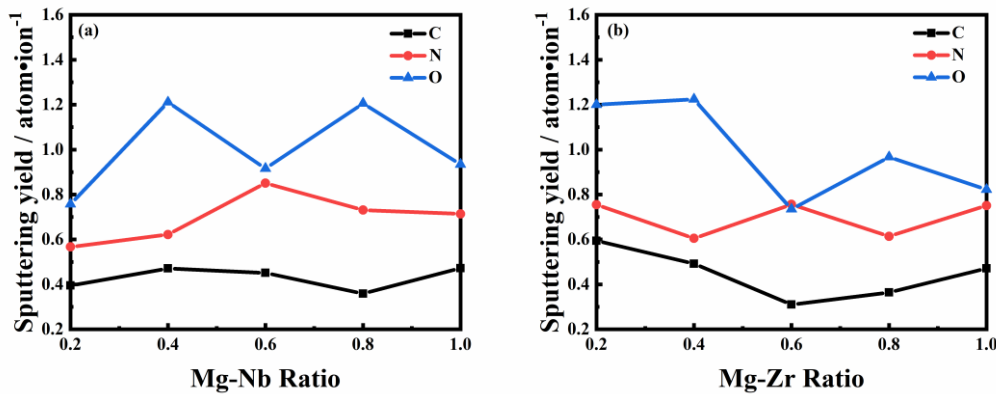 (a)
C
N
O
1.6
1.4
1.2
1.0
0.8
0.6
0.4
0.2
Sputtering yield / atom•ion⁻¹
0.2 0.4 0.6 0.8 1.0
Mg-Nb Ratio
(b)
C
N
O
1.6
1.4
1.2
1.0
0.8
0.6
0.4
0.2
Sputtering yield / atom•ion⁻¹
0.2 0.4 0.6 0.8 1.0
Mg-Zr Ratio